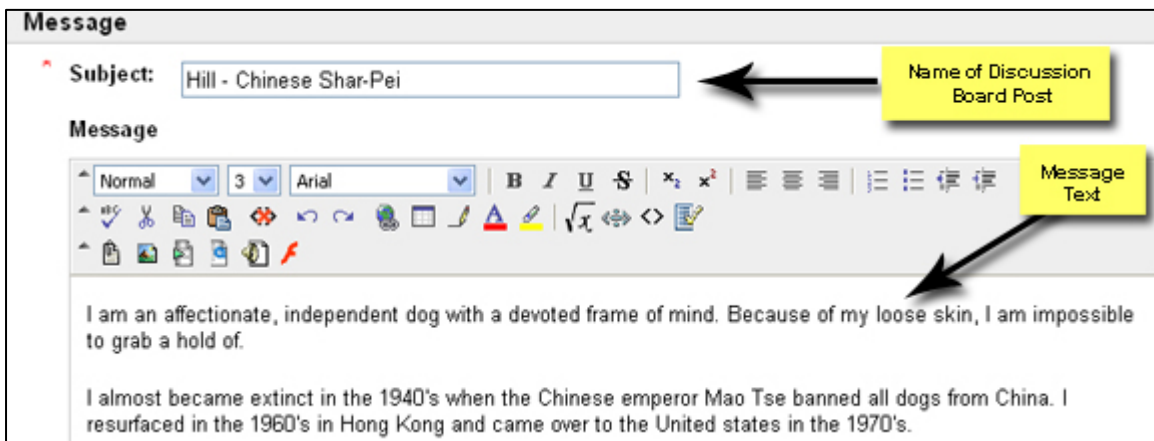 Message
Subject:
Hill - Chinese Shar-Pei
Name of Discussion
Board Post
Message
Normal 3 Arial B I U S x₂ x²
Message
Text
ABC A √x <>
I am an affectionate, independent dog with a devoted frame of mind. Because of my loose skin, I am impossible
to grab a hold of.
I almost became extinct in the 1940's when the Chinese emperor Mao Tse banned all dogs from China. I
resurfaced in the 1960's in Hong Kong and came over to the United states in the 1970's.